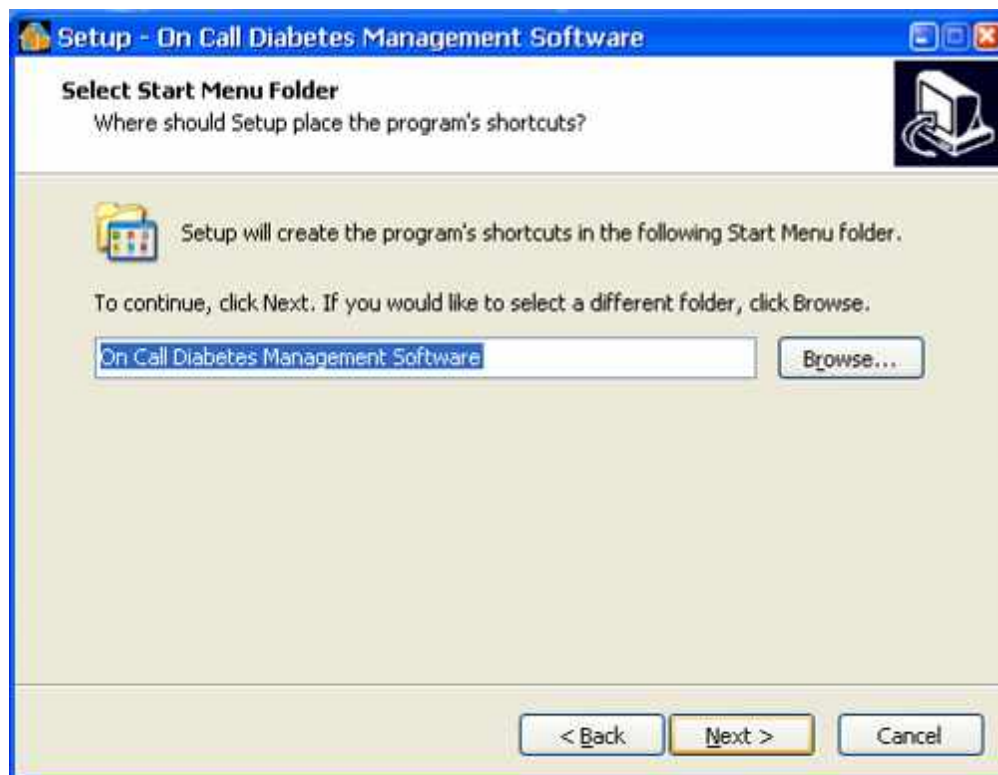 Setup - On Call Diabetes Management Software
Select Start Menu Folder
Where should Setup place the program's shortcuts?
Setup will create the program's shortcuts in the following Start Menu folder.
To continue, click Next. If you would like to select a different folder, click Browse.
On Call Diabetes Management Software
Browse...
< Back
Next >
Cancel